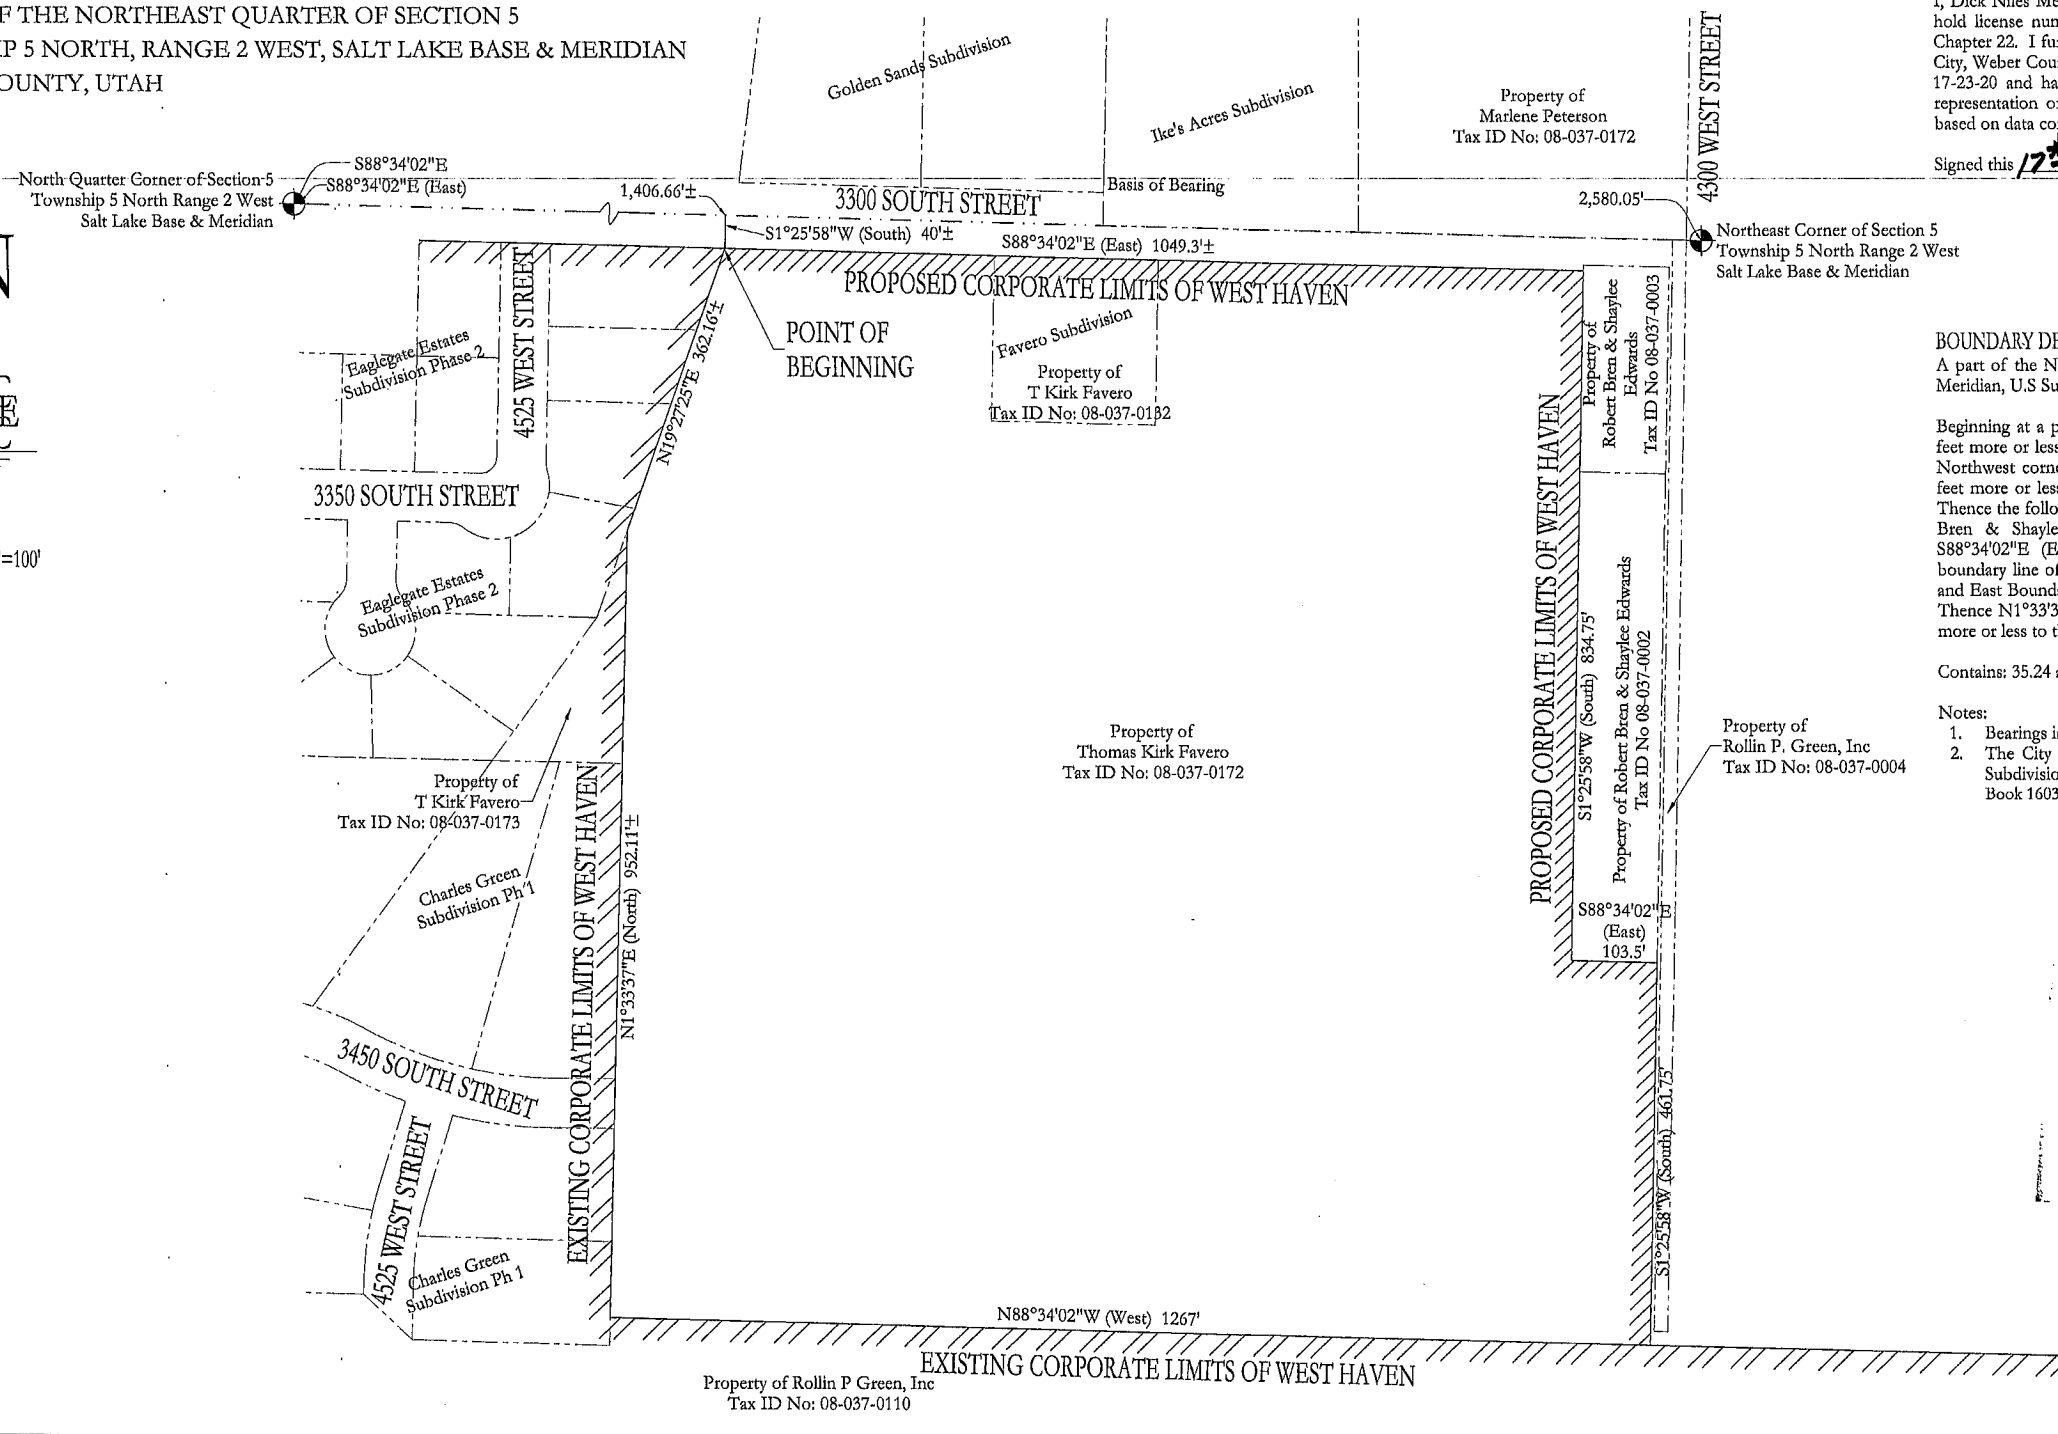 F THE NORTHEAST QUARTER OF SECTION 5
IP 5 NORTH, RANGE 2 WEST, SALT LAKE BASE & MERIDIAN
OUNTY, UTAH
Golden Sands Subdivision
Ike's Acres Subdivision
Property of
Marlene Peterson
Tax ID No: 08-037-0172
4300 WEST STREET
I, Dick Niles Me
hold license num
Chapter 22. I fu
City, Weber Cou
17-23-20 and ha
representation o
based on data co
Signed this 17th
North Quarter Corner of Section 5
Township 5 North Range 2 West
Salt Lake Base & Meridian
S88°34'02"E
S88°34'02"E (East)
1,406.66'±
3300 SOUTH STREET
Basis of Bearing
2,580.05'
Northeast Corner of Section 5
Township 5 North Range 2 West
Salt Lake Base & Meridian
S1°25'58"W (South) 40'±
S88°34'02"E (East) 1049.3'±
PROPOSED CORPORATE LIMITS OF WEST HAVEN
POINT OF
BEGINNING
N19°27'25"E 362.16'±
Favero Subdivision
Property of
T Kirk Favero
Tax ID No: 08-037-0132
Eaglegate Estates
Subdivision Phase 2
4525 WEST STREET
3350 SOUTH STREET
Eaglegate Estates
Subdivision Phase 2
=100'
N
E
PROPOSED CORPORATE LIMITS OF WEST HAVEN
Property of
Robert Bren & Shaylee
Edwards
Tax ID No 08-037-0003
S1°25'58"W (South) 834.75'
Property of Robert Bren & Shaylee Edwards
Tax ID No 08-037-0002
S88°34'02"E
(East)
103.5'
PROPOSED CORPORATE LIMITS OF WEST HAVEN
Property of
Rollin P. Green, Inc
Tax ID No: 08-037-0004
Property of
Thomas Kirk Favero
Tax ID No: 08-037-0172
Property of
T Kirk Favero
Tax ID No: 08-037-0173
Charles Green
Subdivision Ph 1
EXISTING CORPORATE LIMITS OF WEST HAVEN
N1°33'37"E (North) 952.11'±
3450 SOUTH STREET
4525 WEST STREET
Charles Green
Subdivision Ph 1
S1°25'58"W (South) 461.75'
N88°34'02"W (West) 1267'
EXISTING CORPORATE LIMITS OF WEST HAVEN
Property of Rollin P Green, Inc
Tax ID No: 08-037-0110
BOUNDARY DE
A part of the N
Meridian, U.S Su
Beginning at a p
feet more or less
Northwest corne
feet more or les
Thence the follo
Bren & Shayle
S88°34'02"E (E
boundary line of
and East Bound
Thence N1°33'3
more or less to t
Contains: 35.24
Notes:
1. Bearings i
2. The City
Subdivisio
Book 1603